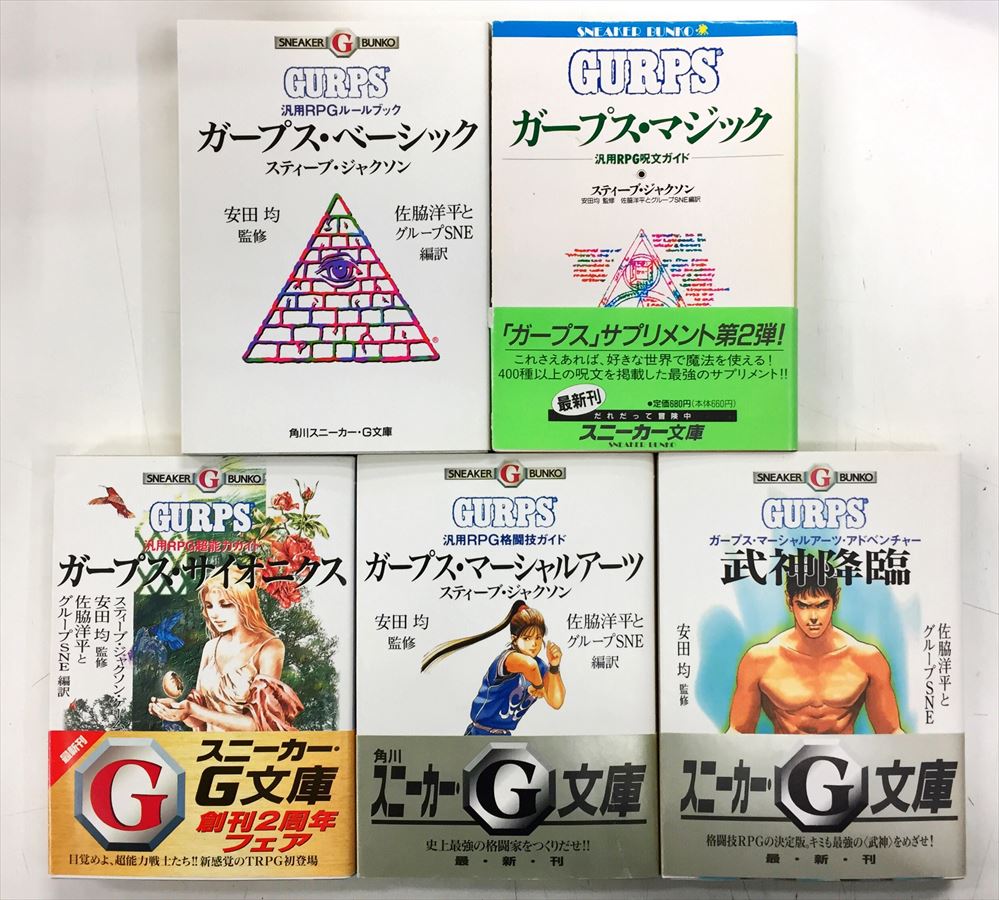 SNEAKER G BUNKO
GURPS
汎用RPGルールブック
ガープス・ベーシック
スティーブ・ジャクソン
安田 均
監修
佐脇洋平と
グループSNE
編訳
®
角川スニーカー・G文庫
SNEAKER BUNKO
GURPS
ガープス・マジック
汎用RPG呪文ガイド
スティーブ・ジャクソン
安田均 監修 佐脇洋平とグループSNE編訳
「ガープス」サプリメント第2弾!
これさえあれば、好きな世界で魔法を使える!
400種以上の呪文を掲載した最強のサプリメント!!
最新刊
●定価680円(本体660円)
だれだって冒険中
スニーカー文庫
SNEAKER BUNKO
SNEAKER G BUNKO
GURPS
汎用RPG超能力ガイド
ガープス・サイオニクス
スティーブ・ジャクソン・
安田 均 監修
佐脇洋平と
グループSNE 編訳
最新刊
G
スニーカー・
G文庫
創刊2周年
フェア
目覚めよ、超能力戦士たち!! 新感覚のTRPG初登場
SNEAKER G BUNKO
GURPS
汎用RPG格闘技ガイド
ガープス・マーシャルアーツ
スティーブ・ジャクソン
安田 均
監修
佐脇洋平と
グループSNE
編訳
角川
スニーカー・G文庫
史上最強の格闘家をつくりだせ!!
最・新・刊
SNEAKER G BUNKO
GURPS
ガープス・マーシャルアーツ・アドベンチャー
武神降臨
安田 均 監修
佐脇洋平と
グループSNE
スニーカー・G文庫
格闘技RPGの決定版。キミも最強の〈武神〉をめざせ!
最・新・刊